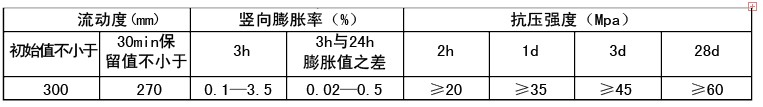 流动度(mm) 竖向膨胀率（%） 抗压强度（Mpa）
初始值不小于 30min保留值不小于 3h 3h与24h膨胀值之差 2h 1d 3d 28d
300 270 0.1—3.5 0.02—0.5 ≥20 ≥35 ≥45 ≥60